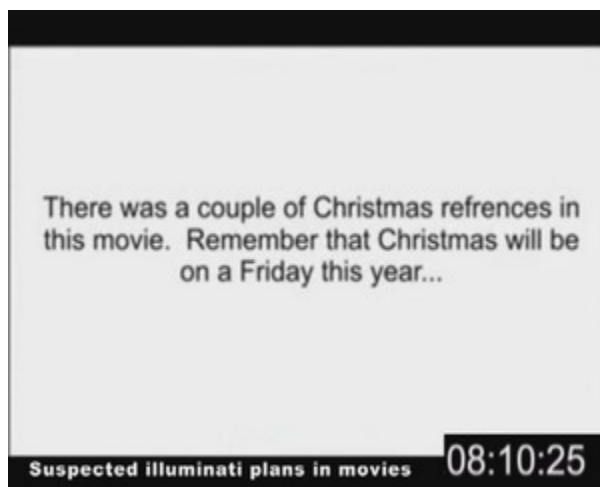 There was a couple of Christmas refrences in
this movie.  Remember that Christmas will be
on a Friday this year...
Suspected illuminati plans in movies
08:10:25